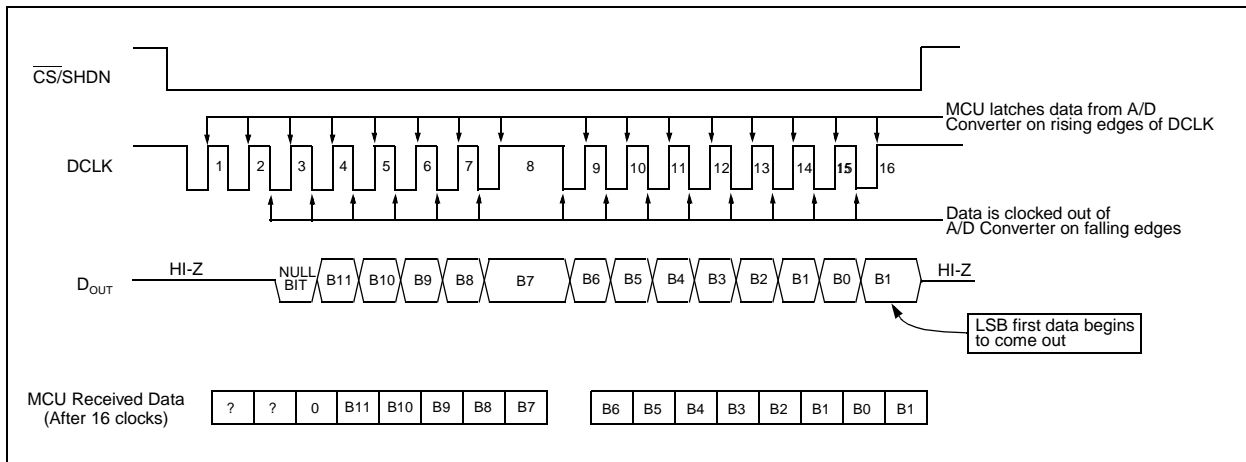 CS/SHDN
MCU latches data from A/D
Converter on rising edges of DCLK
DCLK
1 2 3 4 5 6 7 8 9 10 11 12 13 14 15 16
Data is clocked out of
A/D Converter on falling edges
DOUT
HI-Z
NULL
BIT
B11 B10 B9 B8 B7 B6 B5 B4 B3 B2 B1 B0 B1
HI-Z
LSB first data begins
to come out
MCU Received Data
(After 16 clocks)
? ? 0 B11 B10 B9 B8 B7 B6 B5 B4 B3 B2 B1 B0 B1